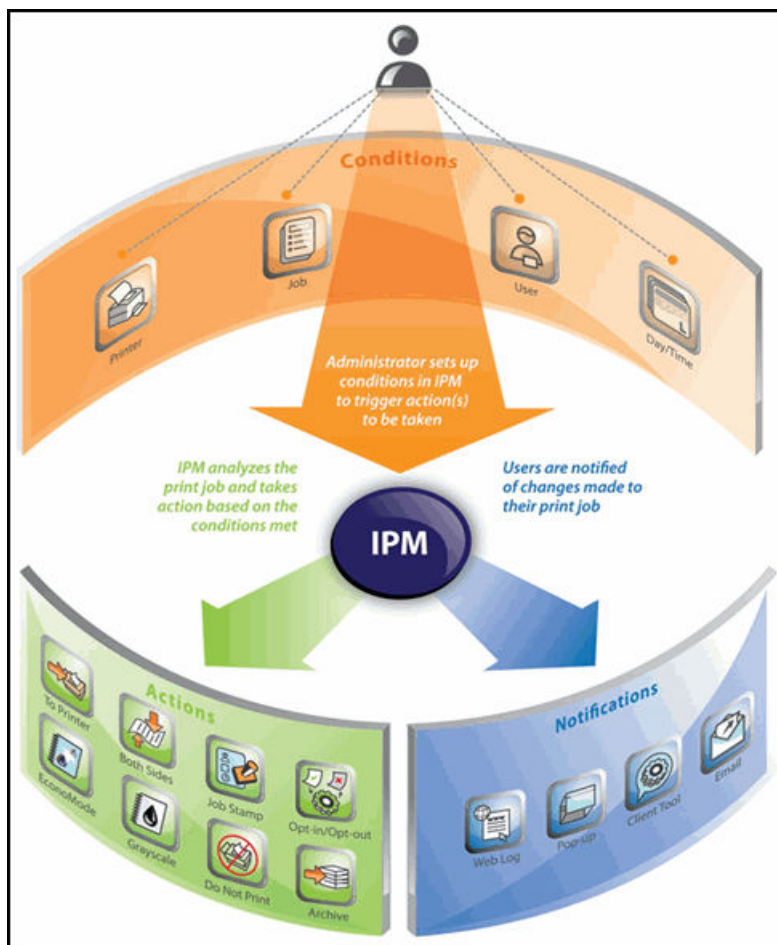 Conditions
Printer
Job
User
Day/Time
Administrator sets up
conditions in IPM
to trigger action(s)
to be taken
IPM analyzes the
print job and takes
action based on the
conditions met
Users are notified
of changes made to
their print job
IPM
Actions
To Printer
Both Sides
Job Stamp
Opt-in/Opt-out
EconoMode
Grayscale
Do Not Print
Archive
Notifications
Web Log
Pop-up
Client Tool
Email